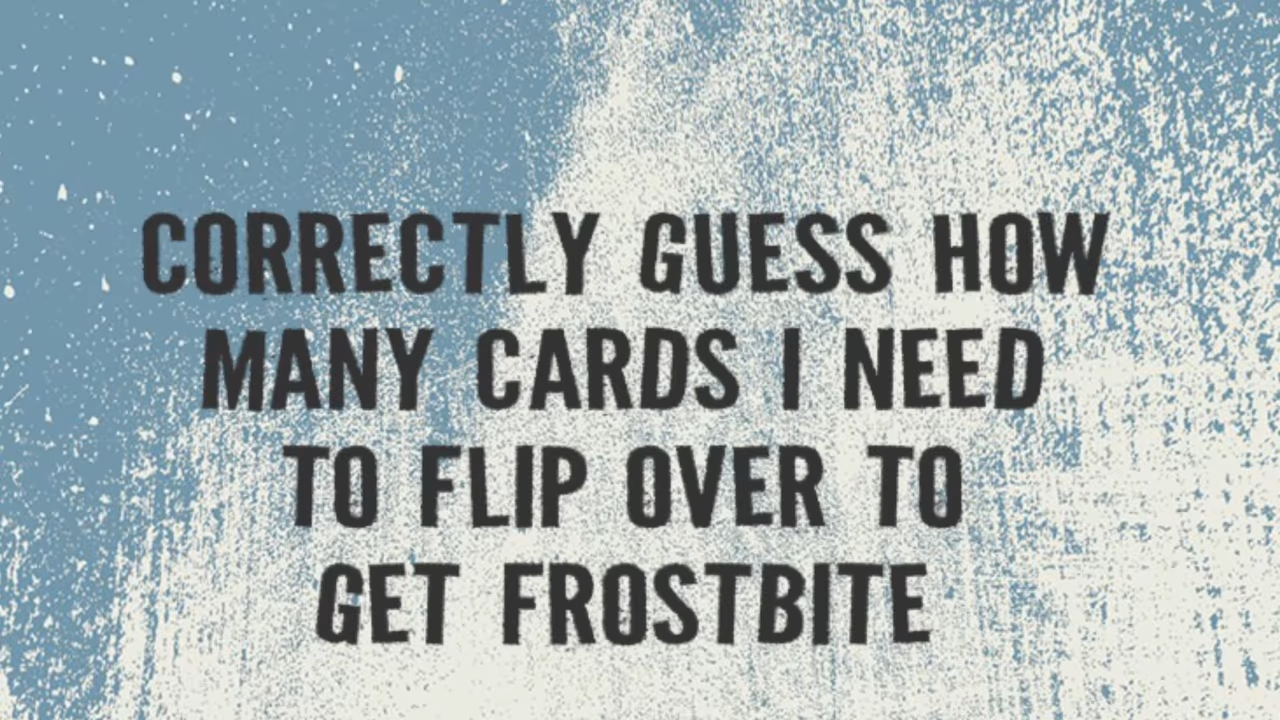 CORRECTLY GUESS HOW
MANY CARDS I NEED
TO FLIP OVER TO
GET FROSTBITE